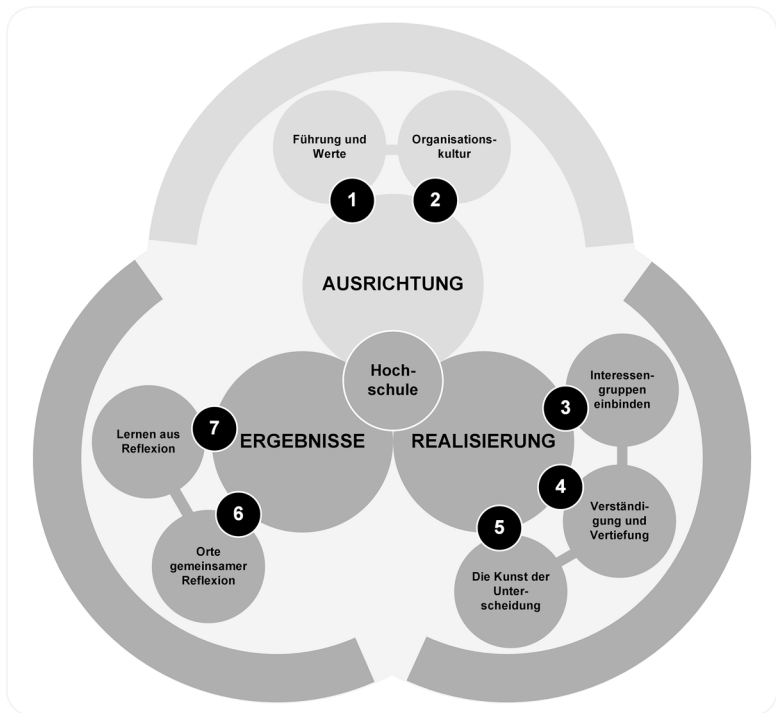 Führung und
Werte
Organisations-
kultur
1
2
AUSRICHTUNG
Hoch-
schule
Interessen-
gruppen
einbinden
3
REALISIERUNG
4
Verständi-
gung und
Vertiefung
5
Die Kunst der
Unter-
scheidung
ERGEBNISSE
6
Orte
gemeinsamer
Reflexion
7
Lernen aus
Reflexion